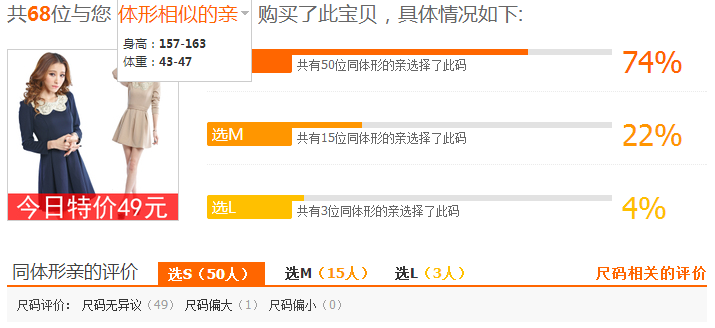 共68位与您 体形相似的亲 购买了此宝贝，具体情况如下:
身高：157-163
体重：43-47
共有50位同体形的亲选择了此码
74%
选M
共有15位同体形的亲选择了此码
22%
选L
共有3位同体形的亲选择了此码
4%
今日特价49元
同体形亲的评价 选S（50人） 选M（15人） 选L（3人） 尺码相关的评价
尺码评价: 尺码无异议（49） 尺码偏大（1） 尺码偏小（0）